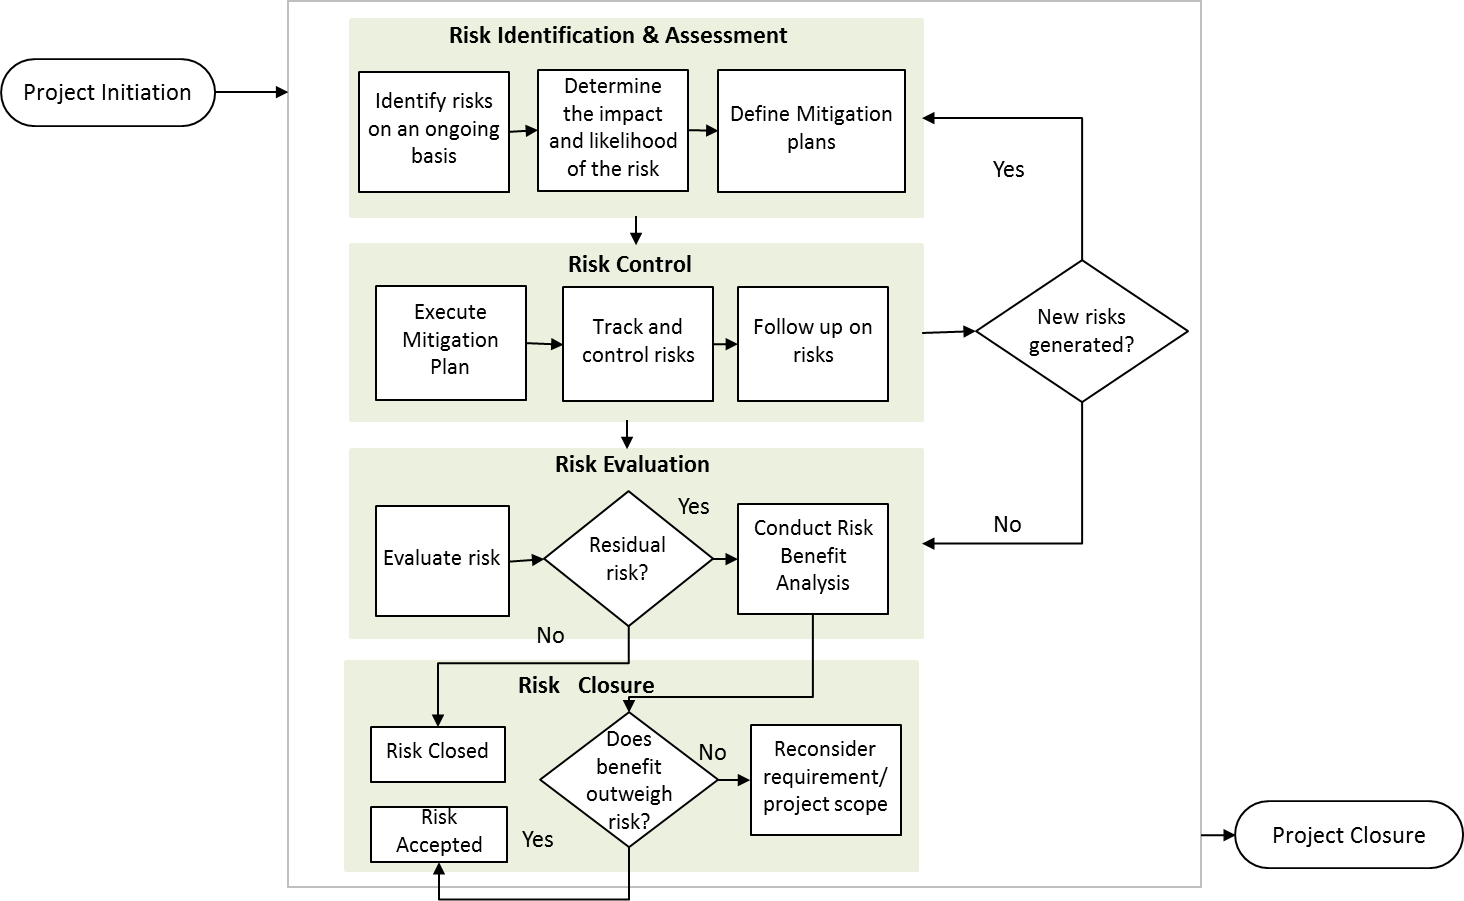 Project Initiation
Risk Identification & Assessment
Identify risks
on an ongoing
basis
Determine
the impact
and likelihood
of the risk
Define Mitigation
plans
Yes
Risk Control
Execute
Mitigation
Plan
Track and
control risks
Follow up on
risks
New risks
generated?
No
Risk Evaluation
Evaluate risk
Residual
risk?
Yes
Conduct Risk
Benefit
Analysis
No
Risk Closure
Risk Closed
Does
benefit
outweigh
risk?
No
Reconsider
requirement/
project scope
Risk
Accepted
Yes
Project Closure